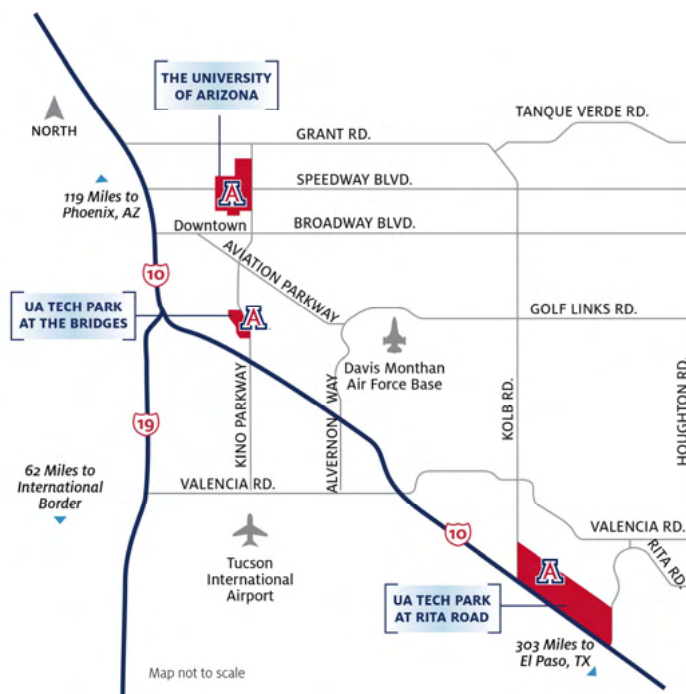 THE UNIVERSITY
OF ARIZONA
TANQUE VERDE RD.
NORTH
GRANT RD.
119 Miles to
Phoenix, AZ
A
SPEEDWAY BLVD.
Downtown
BROADWAY BLVD.
AVIATION PARKWAY
10
UA TECH PARK
AT THE BRIDGES
A
GOLF LINKS RD.
Davis Monthan
Air Force Base
HOUGHTON RD.
KOLB RD.
ALVERNON WAY
KINO PARKWAY
19
62 Miles to
International
Border
VALENCIA RD.
10
VALENCIA RD.
RITA RD.
Tucson
International
Airport
A
UA TECH PARK
AT RITA ROAD
303 Miles to
El Paso, TX
Map not to scale